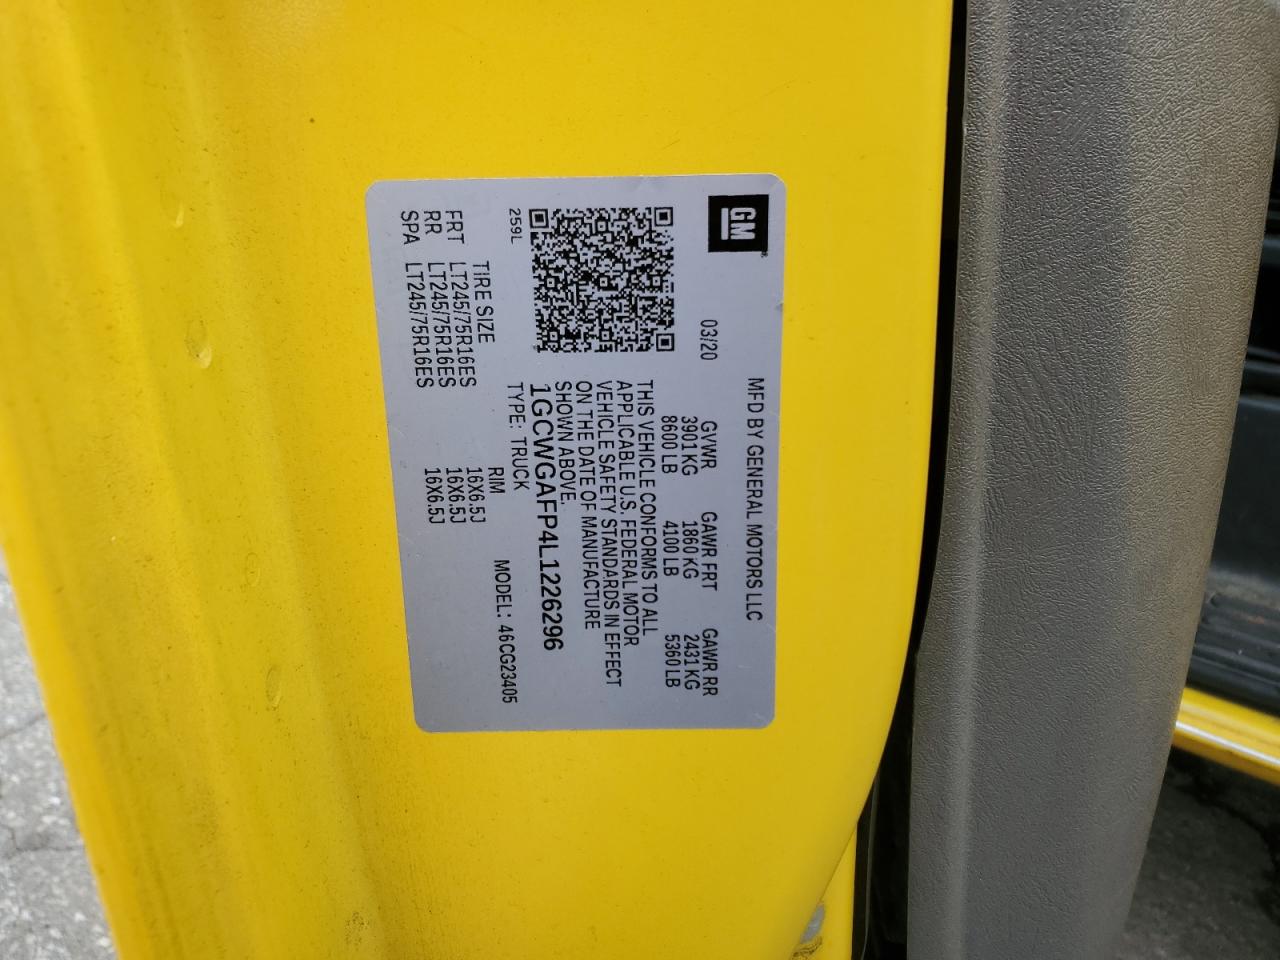 GM
MFD BY GENERAL MOTORS LLC
03/20
GVWR GAWR FRT GAWR RR
3901 KG 1860 KG 2431 KG
8600 LB 4100 LB 5360 LB
THIS VEHICLE CONFORMS TO ALL
APPLICABLE U.S. FEDERAL MOTOR
VEHICLE SAFETY STANDARDS IN EFFECT
ON THE DATE OF MANUFACTURE
SHOWN ABOVE.
1GCWGAFP4L1226296
259L
TYPE: TRUCK MODEL: 46CG23405
TIRE SIZE RIM
FRT LT245/75R16ES 16X6.5J
RR LT245/75R16ES 16X6.5J
SPA LT245/75R16ES 16X6.5J